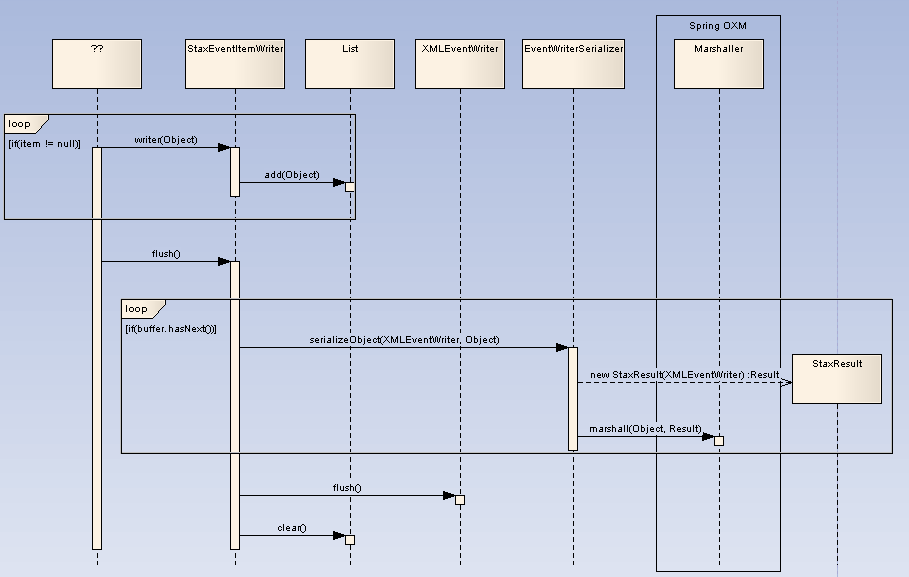 Spring OXM
??
StaxEventItemWriter
List
XMLEventWriter
EventWriterSerializer
Marshaller
loop
[if(item != null)]
writer(Object)
add(Object)
flush()
loop
[if(buffer.hasNext())]
serializeObject(XMLEventWriter, Object)
StaxResult
new StaxResult(XMLEventWriter) :Result
marshall(Object, Result)
flush()
clear()